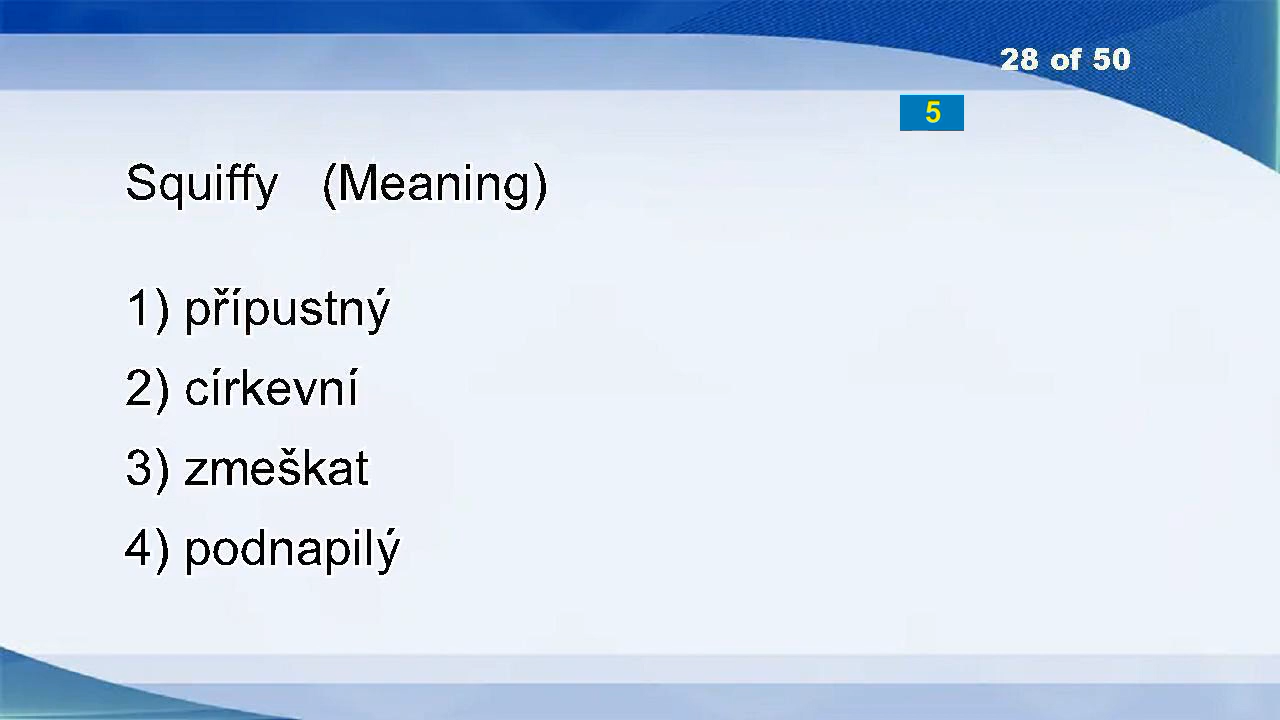 28 of 50
5
Squiffy (Meaning)
1) přípustný
2) církevní
3) zmeškat
4) podnapilý